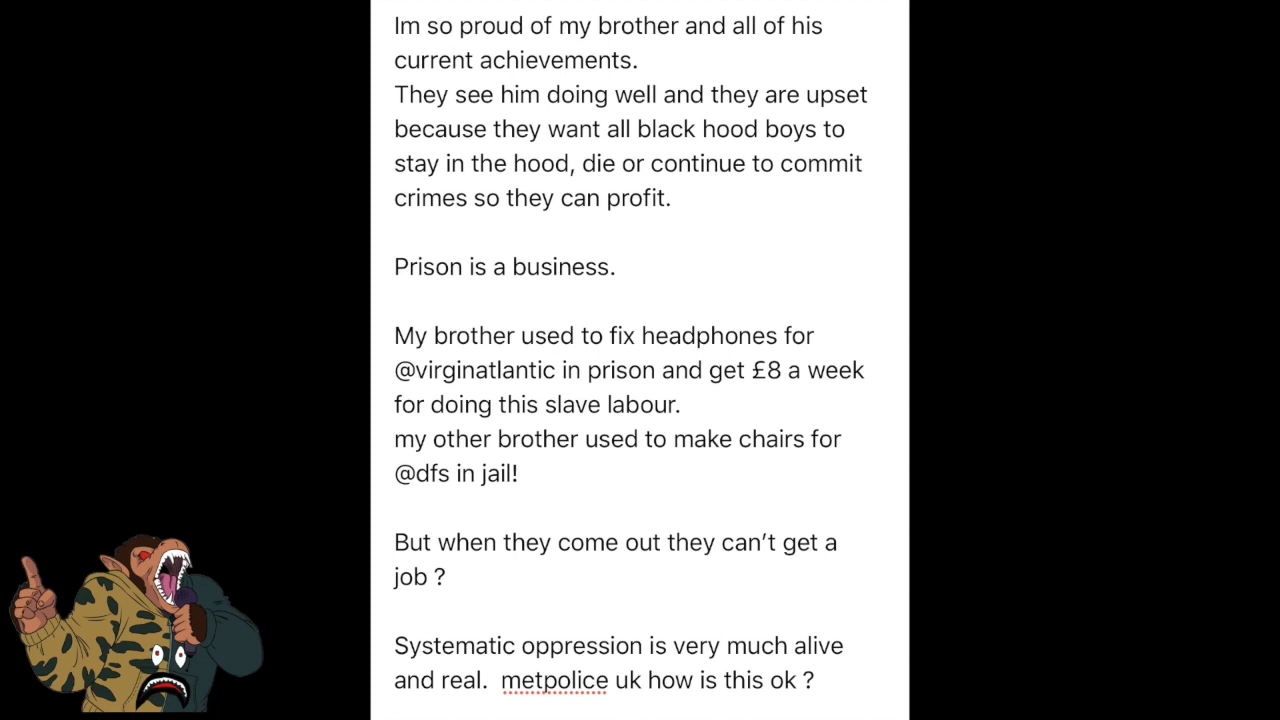 Im so proud of my brother and all of his
current achievements.
They see him doing well and they are upset
because they want all black hood boys to
stay in the hood, die or continue to commit
crimes so they can profit.
Prison is a business.
My brother used to fix headphones for
@virginatlantic in prison and get £8 a week
for doing this slave labour.
my other brother used to make chairs for
@dfs in jail!
But when they come out they can’t get a
job ?
Systematic oppression is very much alive
and real.  metpolice uk how is this ok ?